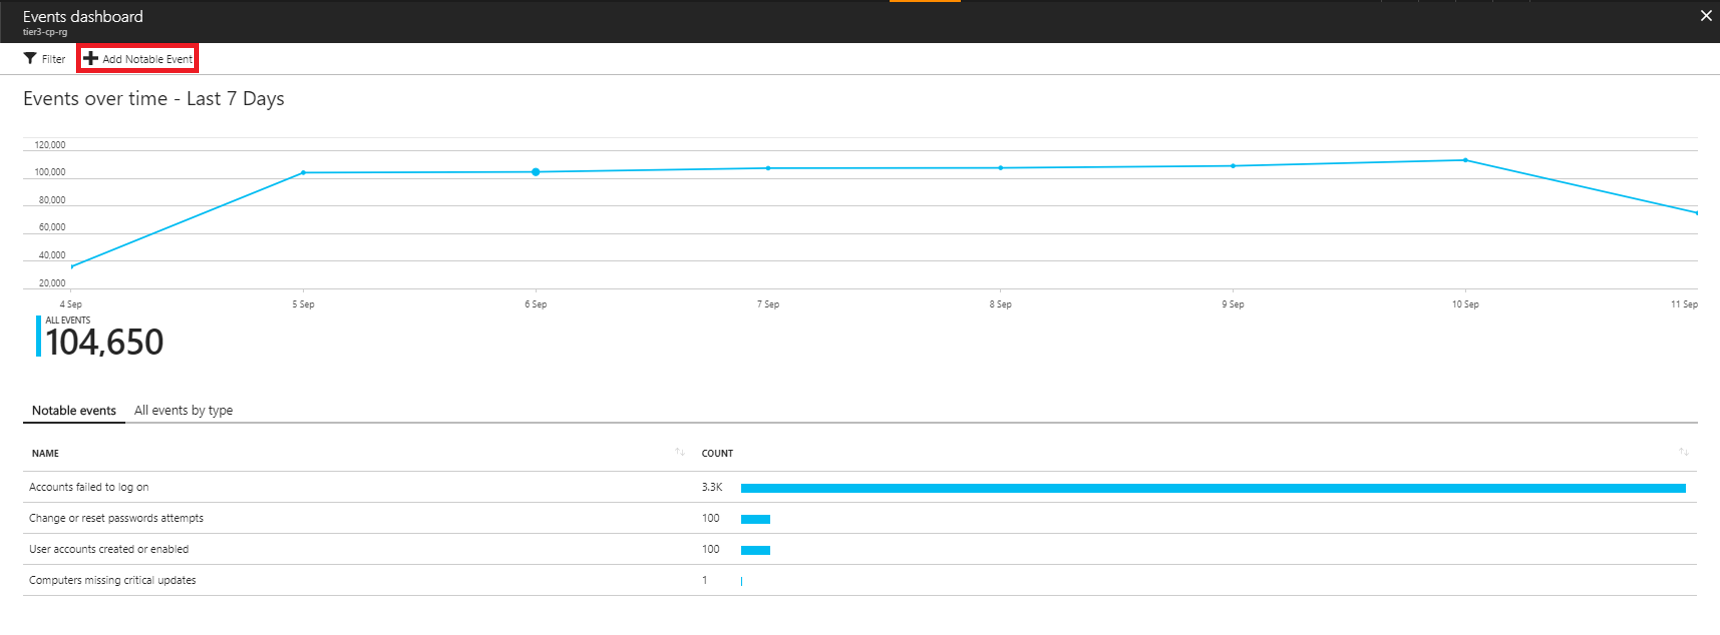 Events dashboard
tier3-cp-rg
Filter
Add Notable Event
Events over time - Last 7 Days
120,000
100,000
80,000
60,000
40,000
20,000
4 Sep 5 Sep 6 Sep 7 Sep 8 Sep 9 Sep 10 Sep 11 Sep
ALL EVENTS
104,650
Notable events All events by type
NAME COUNT
Accounts failed to log on 3.3K
Change or reset passwords attempts 100
User accounts created or enabled 100
Computers missing critical updates 1